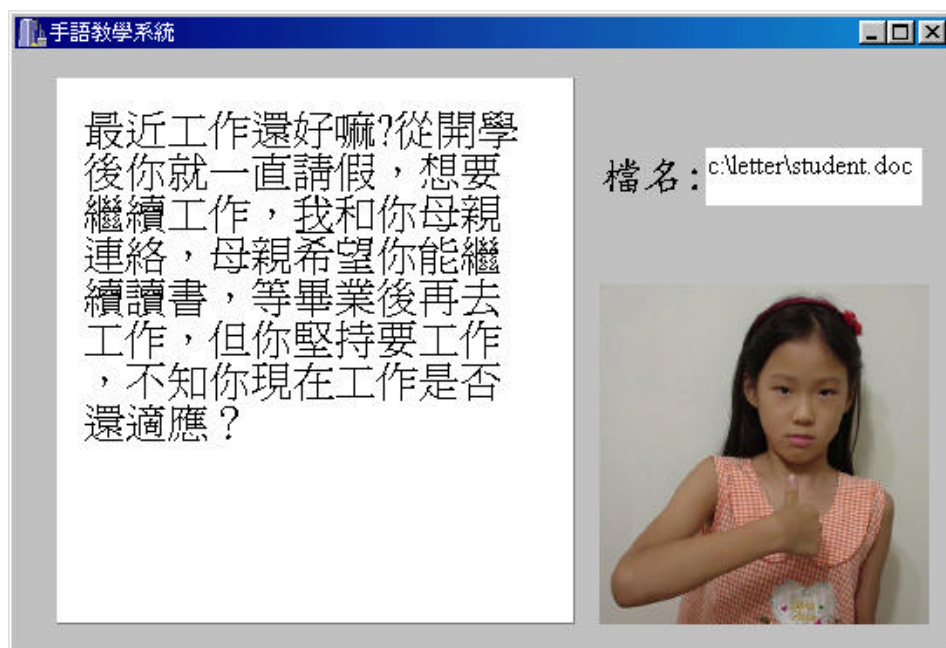 手語教學系統
最近工作還好嘛?從開學
後你就一直請假，想要
繼續工作，我和你母親
連絡，母親希望你能繼
續讀書，等畢業後再去
工作，但你堅持要工作
，不知你現在工作是否
還適應？
檔名：c:\letter\student.doc